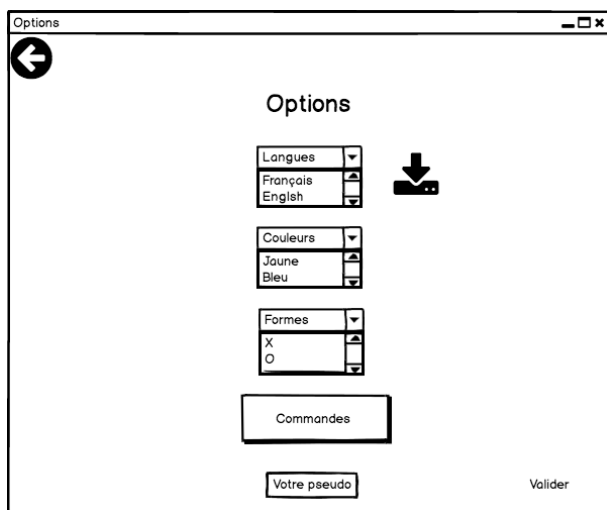 Options
Options
Langues
Français
Englsh
Couleurs
Jaune
Bleu
Formes
X
O
Commandes
Votre pseudo
Valider